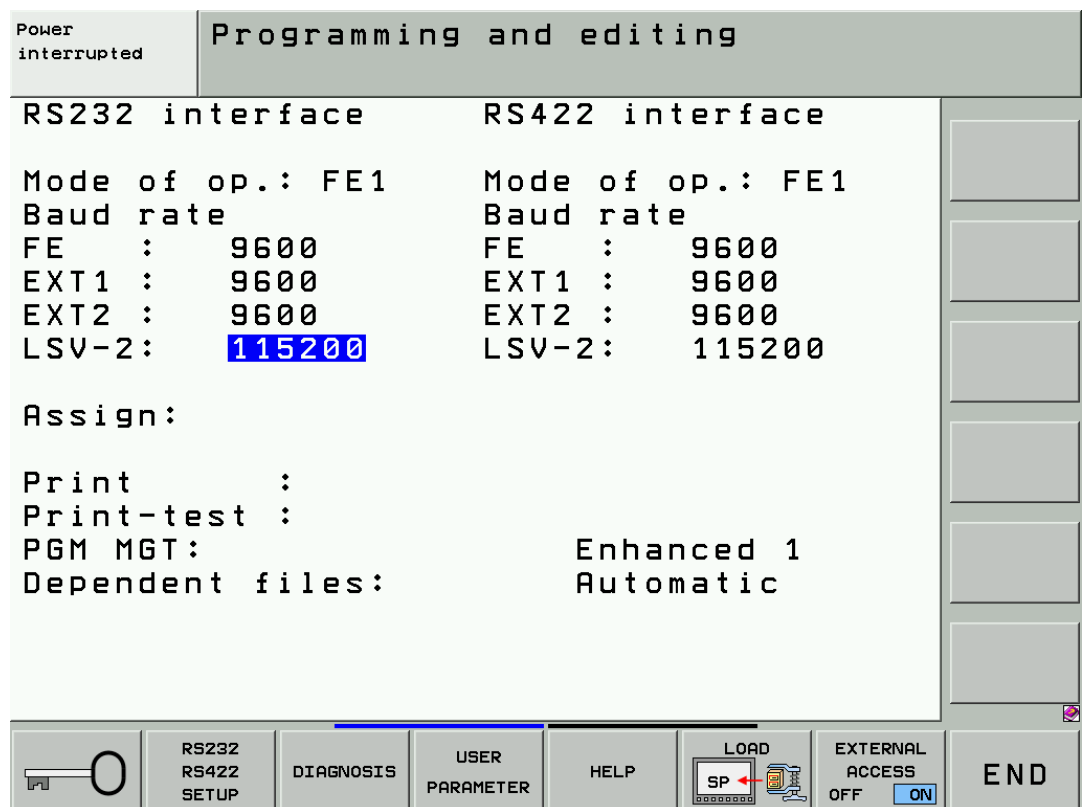 Power
interrupted
Programming and editing
RS232 interface RS422 interface
Mode of op.: FE1 Mode of op.: FE1
Baud rate Baud rate
FE : 9600 FE : 9600
EXT1 : 9600 EXT1 : 9600
EXT2 : 9600 EXT2 : 9600
LSV-2: 115200 LSV-2: 115200
Assign:
Print :
Print-test :
PGM MGT: Enhanced 1
Dependent files: Automatic
RS232
RS422
SETUP
DIAGNOSIS
USER
PARAMETER
HELP
LOAD
SP
EXTERNAL
ACCESS
OFF ON
END